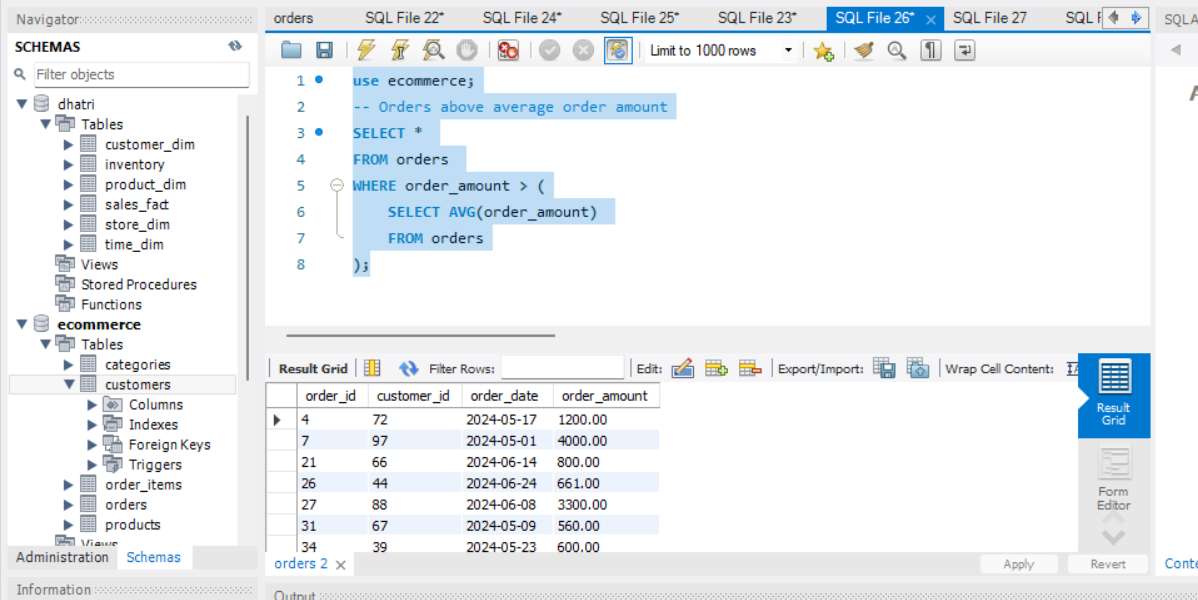 Navigator
SCHEMAS
Filter objects
dhatri
Tables
customer_dim
inventory
product_dim
sales_fact
store_dim
time_dim
Views
Stored Procedures
Functions
ecommerce
Tables
categories
customers
Columns
Indexes
Foreign Keys
Triggers
order_items
orders
products
Views
Administration Schemas
Information
orders SQL File 22* SQL File 24* SQL File 25* SQL File 23* SQL File 26* SQL File 27 SQL F
Limit to 1000 rows
1 use ecommerce;
2 -- Orders above average order amount
3 SELECT *
4 FROM orders
5 WHERE order_amount > (
6 SELECT AVG(order_amount)
7 FROM orders
8 );
Result Grid Filter Rows: Edit: Export/Import: Wrap Cell Content: IA
order_id customer_id order_date order_amount
4 72 2024-05-17 1200.00
7 97 2024-05-01 4000.00
21 66 2024-06-14 800.00
26 44 2024-06-24 661.00
27 88 2024-06-08 3300.00
31 67 2024-05-09 560.00
34 39 2024-05-23 600.00
Result
Grid
Form
Editor
orders 2 Apply Revert
Output
SQLA
A
Conte